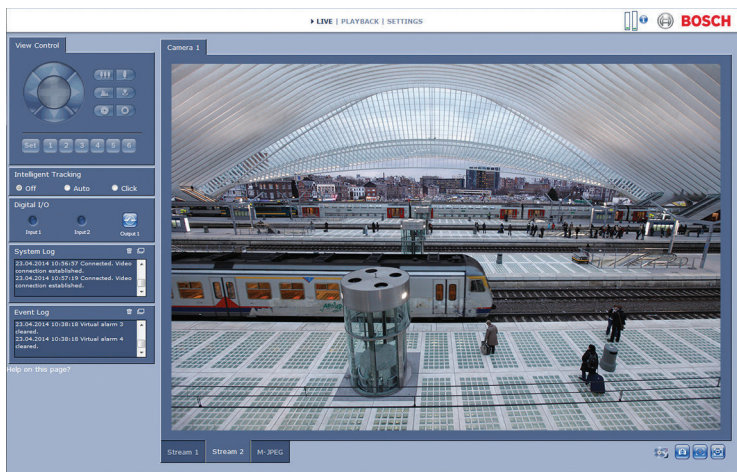 LIVE | PLAYBACK | SETTINGS
BOSCH
View Control
Set 1 2 3 4 5 6
Intelligent Tracking
Off Auto Click
Digital I/O
Input 1 Input 2 Output 1
System Log
23.04.2014 10:56:57 Connected. Video
connection established.
23.04.2014 10:57:19 Connected. Video
connection established.
Event Log
23.04.2014 10:38:18 Virtual alarm 3
cleared.
23.04.2014 10:38:18 Virtual alarm 4
cleared.
Help on this page?
Camera 1
Stream 1 Stream 2 M-JPEG